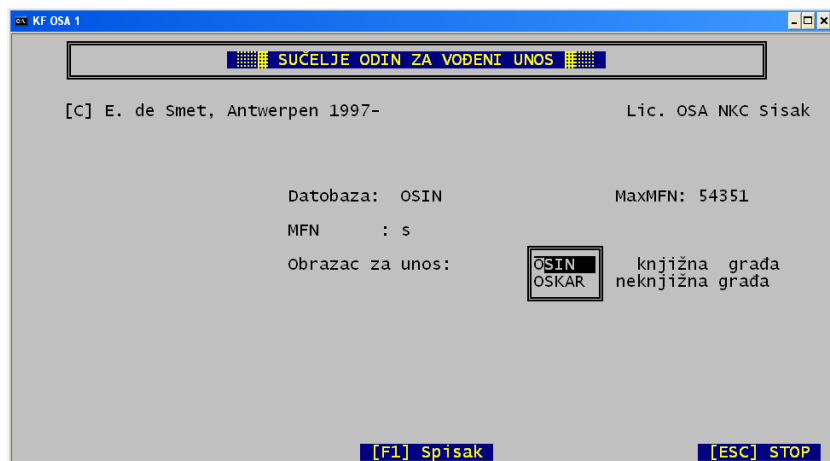 KF OSA 1
SUČELJE ODIN ZA VOĐENI UNOS
[C] E. de Smet, Antwerpen 1997- Lic. OSA NKC Sisak
Datobaza: OSIN MaxMFN: 54351
MFN : s
Obrazac za unos: OSIN knjižna građa
OSKAR neknjižna građa
[F1] Spisak [ESC] STOP